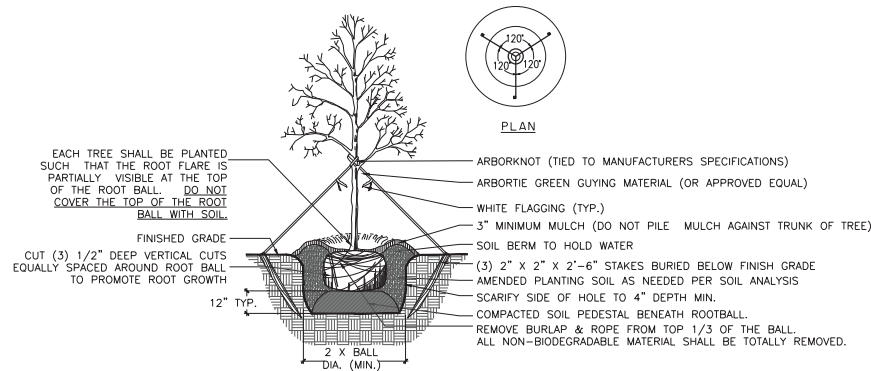 120°
120°
120°
PLAN
EACH TREE SHALL BE PLANTED
SUCH THAT THE ROOT FLARE IS
PARTIALLY VISIBLE AT THE TOP
OF THE ROOT BALL. DO NOT
COVER THE TOP OF THE ROOT
BALL WITH SOIL.
FINISHED GRADE
CUT (3) 1/2" DEEP VERTICAL CUTS
EQUALLY SPACED AROUND ROOT BALL
TO PROMOTE ROOT GROWTH
12" TYP.
2 X BALL
DIA. (MIN.)
ARBORKNOT (TIED TO MANUFACTURERS SPECIFICATIONS)
ARBORTIE GREEN GUYING MATERIAL (OR APPROVED EQUAL)
WHITE FLAGGING (TYP.)
3" MINIMUM MULCH (DO NOT PILE MULCH AGAINST TRUNK OF TREE)
SOIL BERM TO HOLD WATER
(3) 2" X 2" X 2'-6" STAKES BURIED BELOW FINISH GRADE
AMENDED PLANTING SOIL AS NEEDED PER SOIL ANALYSIS
SCARIFY SIDE OF HOLE TO 4" DEPTH MIN.
COMPACTED SOIL PEDESTAL BENEATH ROOTBALL.
REMOVE BURLAP & ROPE FROM TOP 1/3 OF THE BALL.
ALL NON-BIODEGRADABLE MATERIAL SHALL BE TOTALLY REMOVED.